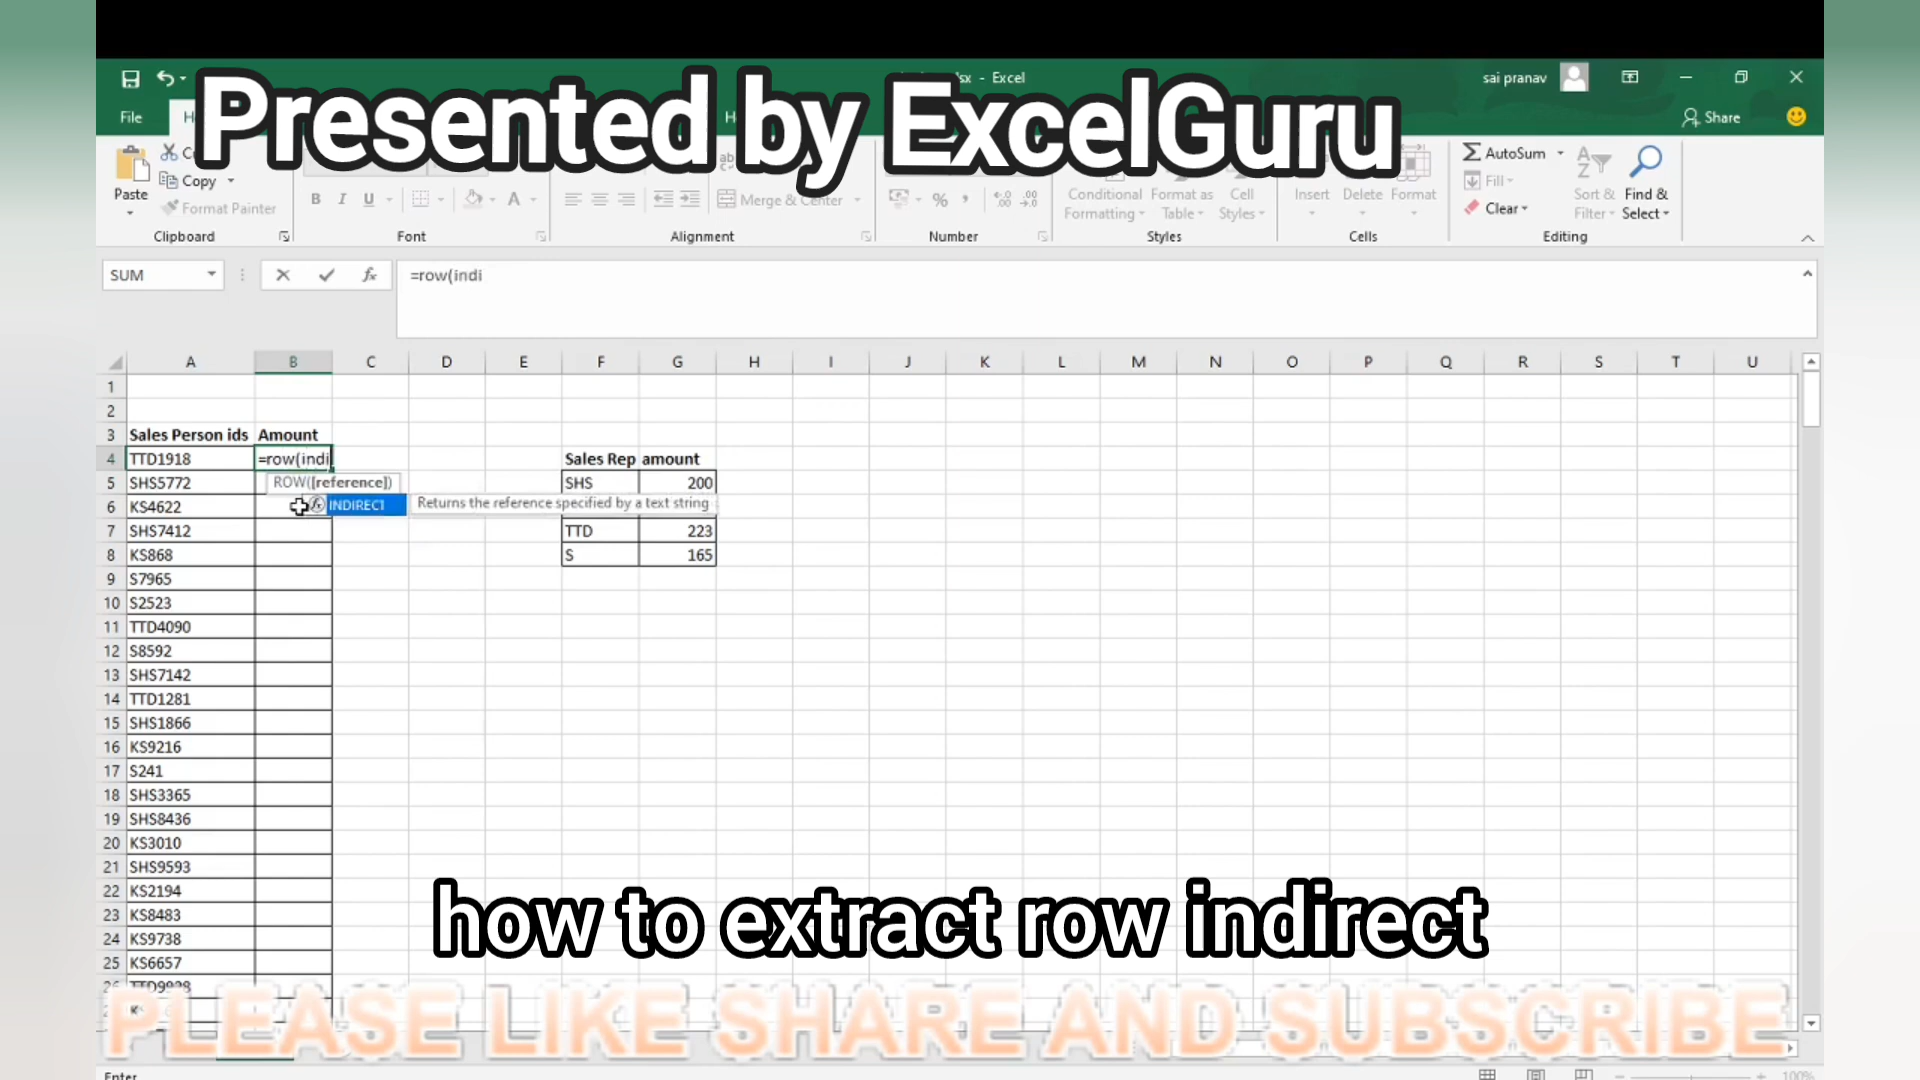 sx - Excel
sai pranav
Presented by ExcelGuru
File
Share
Paste
Copy
Format Painter
Merge & Center
Conditional Formatting
Format as Table
Cell Styles
Insert
Delete
Format
AutoSum
Fill
Clear
Sort & Filter
Find & Select
Clipboard
Font
Alignment
Number
Styles
Cells
Editing
SUM
=row(indi
A B C D E F G H I J K L M N O P Q R S T U
1
2
3 Sales Person ids Amount
4 TTD1918 =row(indi Sales Rep amount
5 SHS5772 ROW([reference]) SHS 200
6 KS4622 INDIRECT Returns the reference specified by a text string
7 SHS7412 TTD 223
8 KS868 S 165
9 S7965
10 S2523
11 TTD4090
12 S8592
13 SHS7142
14 TTD1281
15 SHS1866
16 KS9216
17 S241
18 SHS3365
19 SHS8436
20 KS3010
21 SHS9593
22 KS2194
23 KS8483
24 KS9738
25 KS6657
how to extract row indirect
PLEASE LIKE SHARE AND SUBSCRIBE
Enter
100%